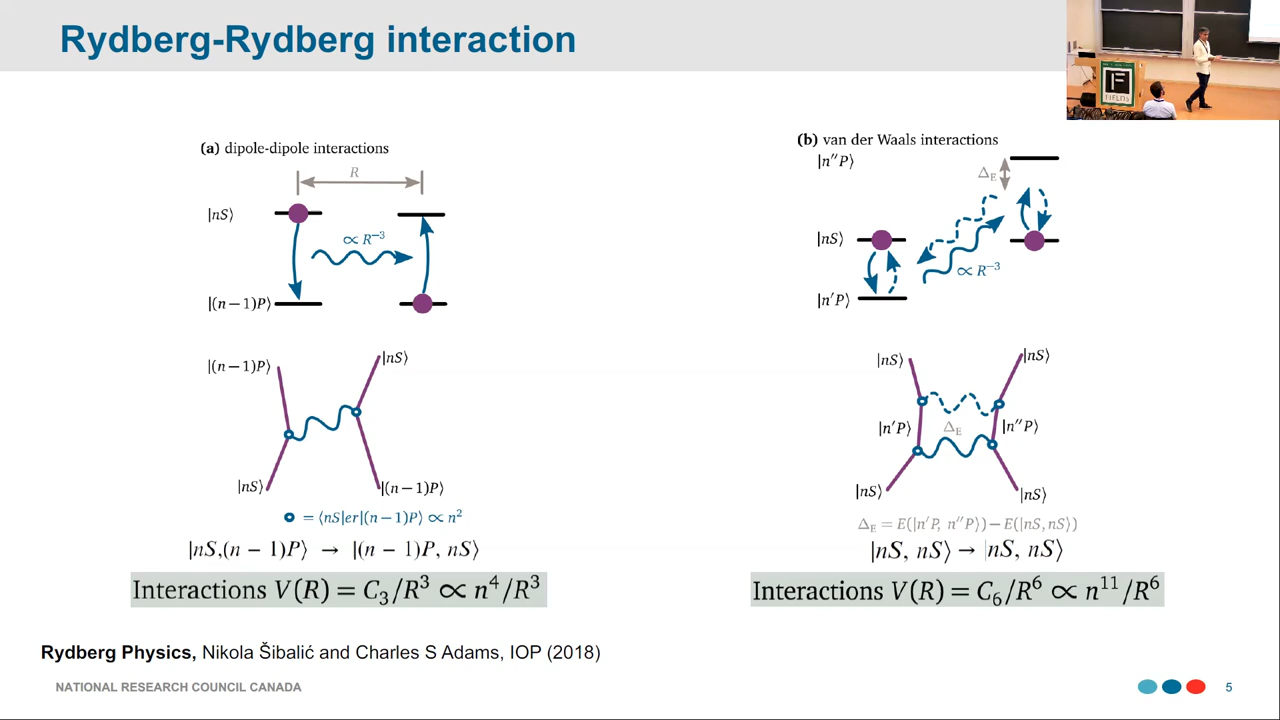 Rydberg-Rydberg interaction
FIELDS
(a) dipole-dipole interactions
R
|nS⟩
∝ R⁻³
|(n−1)P⟩
|(n−1)P⟩
|nS⟩
|nS⟩
|(n−1)P⟩
= ⟨nS|er|(n−1)P⟩ ∝ n²
|nS,(n − 1)P⟩ → |(n − 1)P, nS⟩
Interactions V(R) = C₃/R³ ∝ n⁴/R³
(b) van der Waals interactions
|n″P⟩
Δ_E
|nS⟩
∝ R⁻³
|n′P⟩
|nS⟩
|nS⟩
|n′P⟩
Δ_E
|n″P⟩
|nS⟩
|nS⟩
Δ_E = E(|n′P, n″P⟩)−E(|nS,nS⟩)
|nS, nS⟩ → |nS, nS⟩
Interactions V(R) = C₆/R⁶ ∝ n¹¹/R⁶
Rydberg Physics, Nikola Šibalić and Charles S Adams, IOP (2018)
NATIONAL RESEARCH COUNCIL CANADA
5